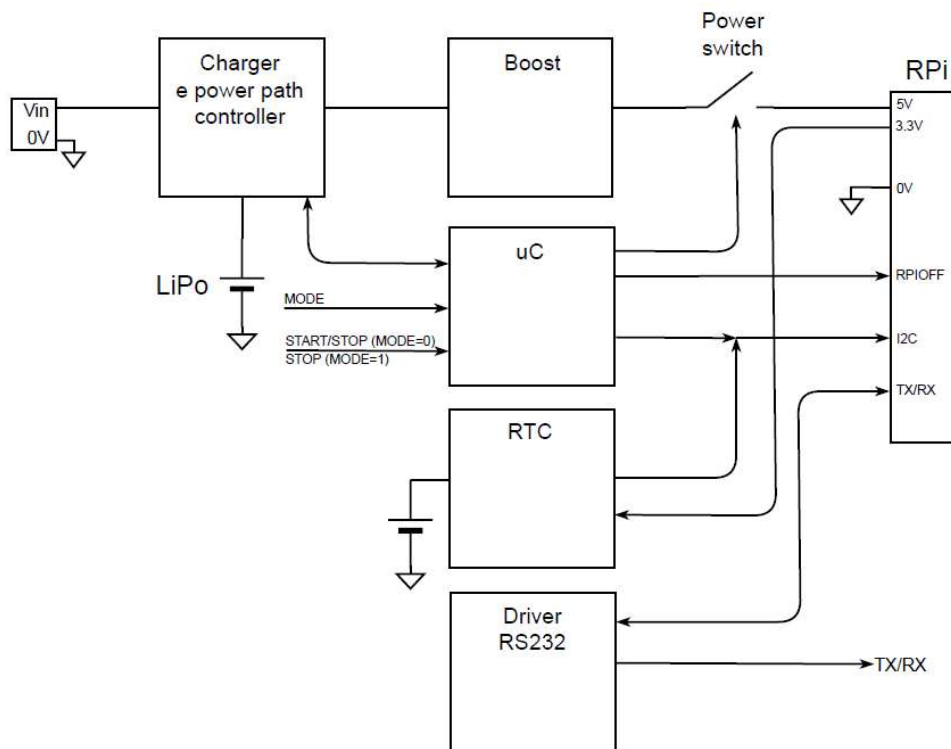 Power
switch
Charger
e power path
controller
Boost
RPi
Vin
0V
5V
3.3V
0V
uC
LiPo
MODE
RPIOFF
START/STOP (MODE=0)
STOP (MODE=1)
I2C
TX/RX
RTC
Driver
RS232
TX/RX